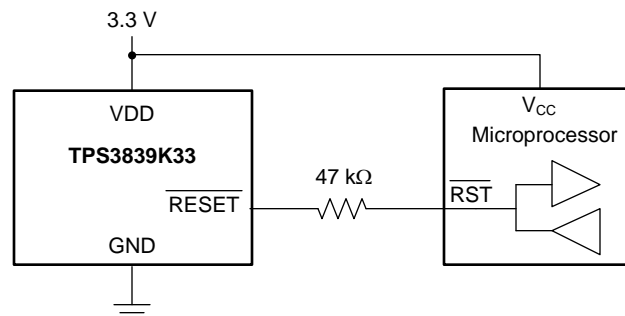 3.3 V
VDD
TPS3839K33
RESET
GND
47 kΩ
VCC
Microprocessor
RST